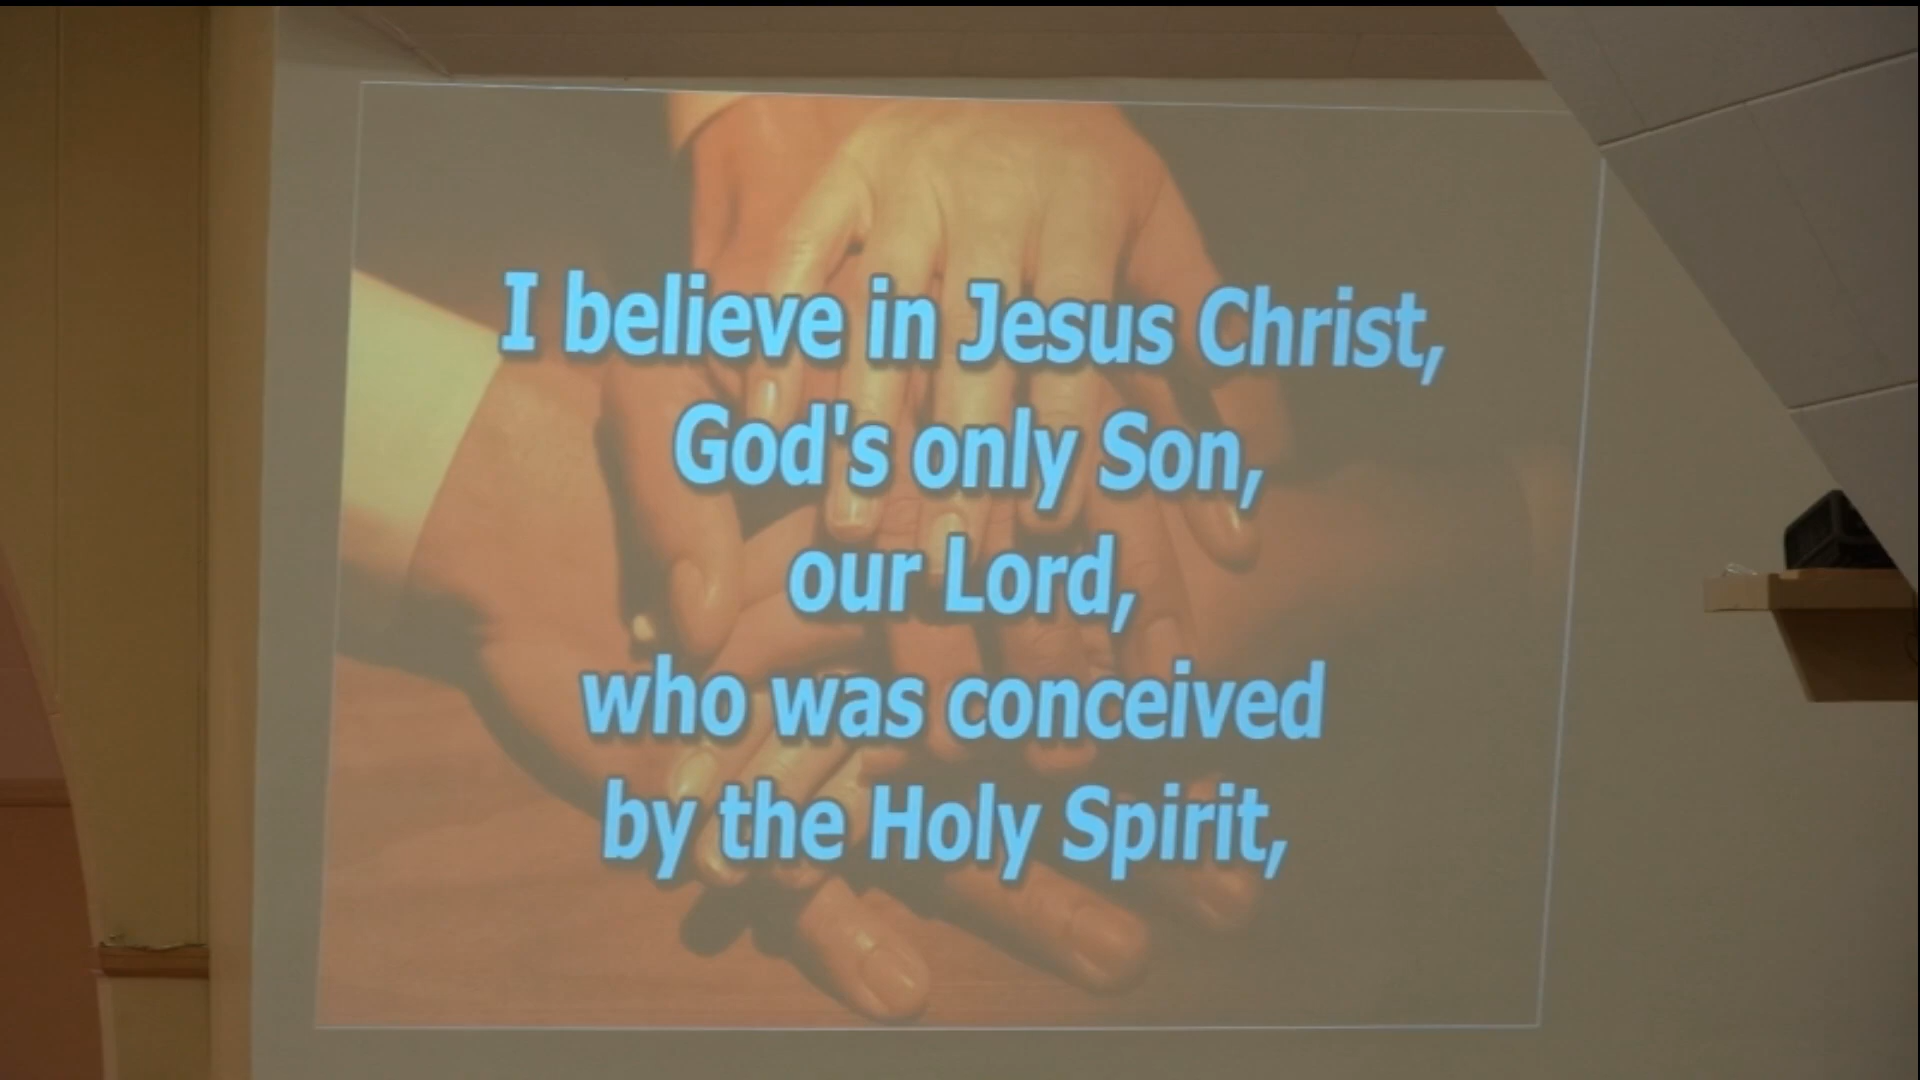 I believe in Jesus Christ,
God's only Son,
our Lord,
who was conceived
by the Holy Spirit,